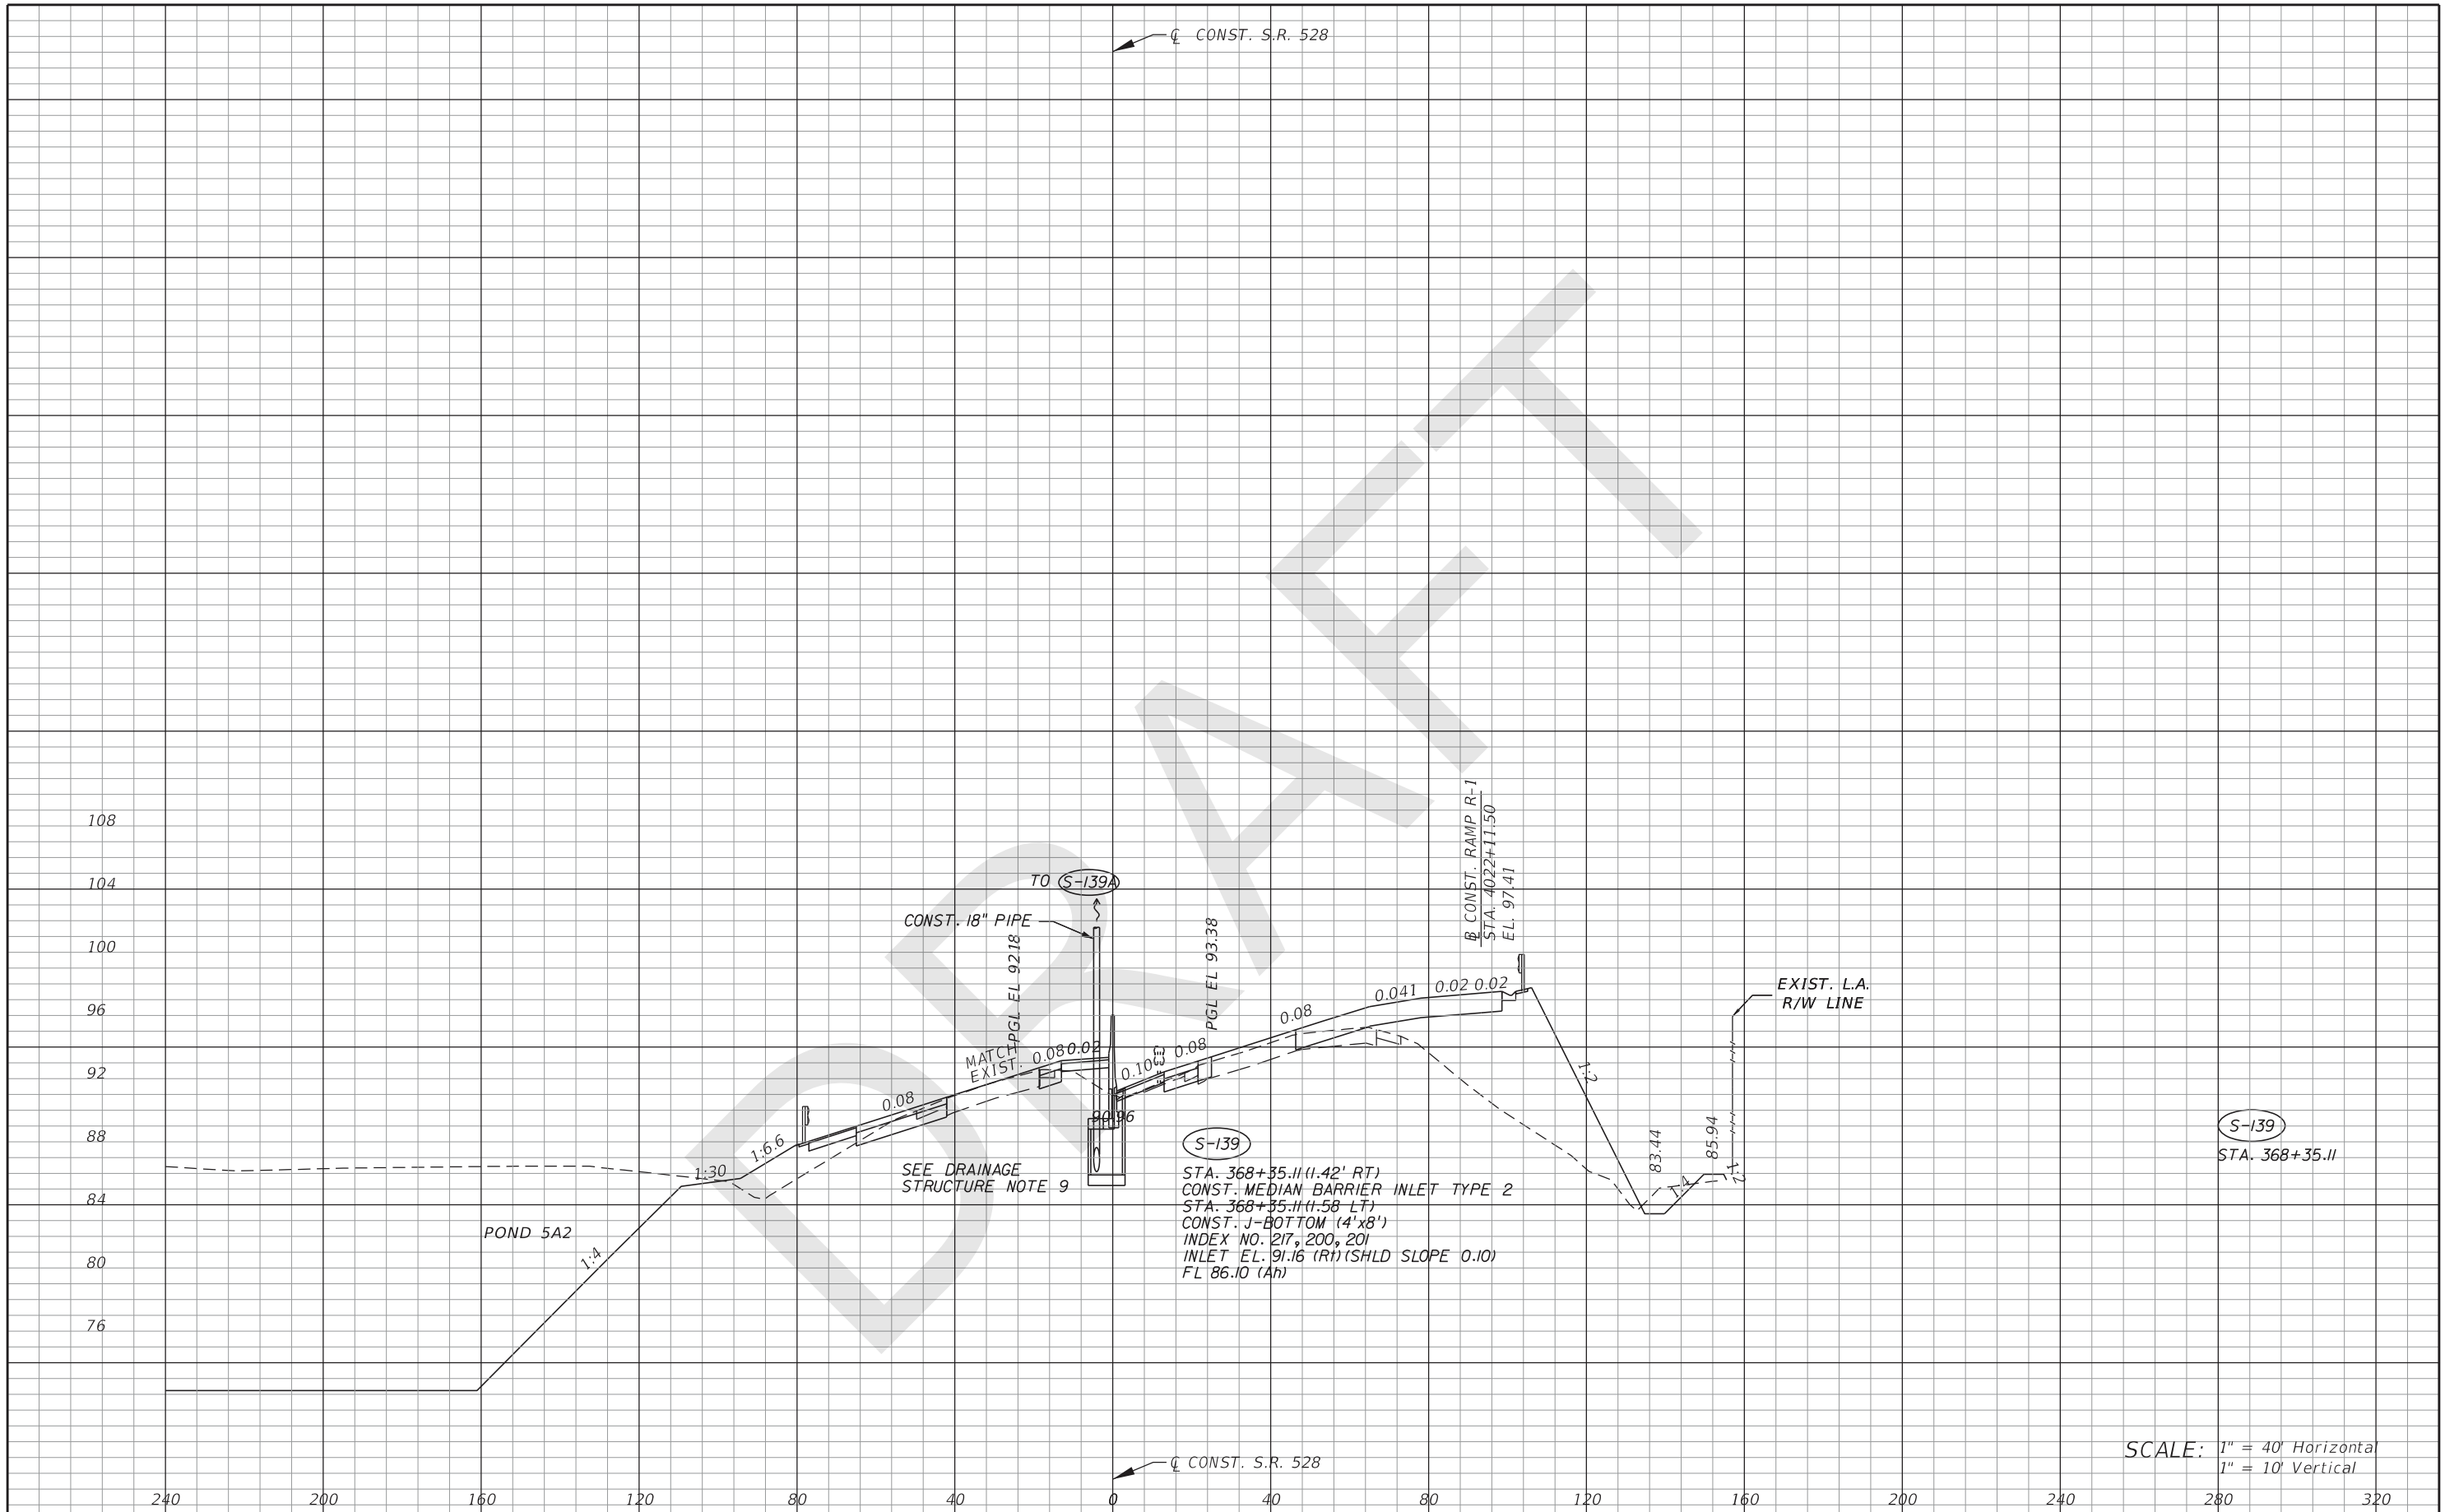 ℄ CONST. S.R. 528
DRAFT
108
104
100
96
92
88
84
80
76
TO S-139A
CONST. 18" PIPE
PGL EL 92.18
PGL EL 93.38
℄ CONST. RAMP R-1
STA. 4022+11.50
EL. 97.41
EXIST. L.A.
R/W LINE
MATCH
EXIST.
0.08
0.02
0.10
0.08
0.08
0.041
0.02
0.02
0.08
1:6.6
1:30
1:4
POND 5A2
90.96
1:2
83.44
1:4
85.94
1:2
SEE DRAINAGE
STRUCTURE NOTE 9
S-139
STA. 368+35.11 (1.42' RT)
CONST. MEDIAN BARRIER INLET TYPE 2
STA. 368+35.11 (1.58 LT)
CONST. J-BOTTOM (4'x8')
INDEX NO. 217, 200, 201
INLET EL. 91.16 (Rt) (SHLD SLOPE 0.10)
FL 86.10 (Ah)
S-139
STA. 368+35.11
℄ CONST. S.R. 528
SCALE: 1" = 40' Horizontal
1" = 10' Vertical
240 200 160 120 80 40 0 40 80 120 160 200 240 280 320